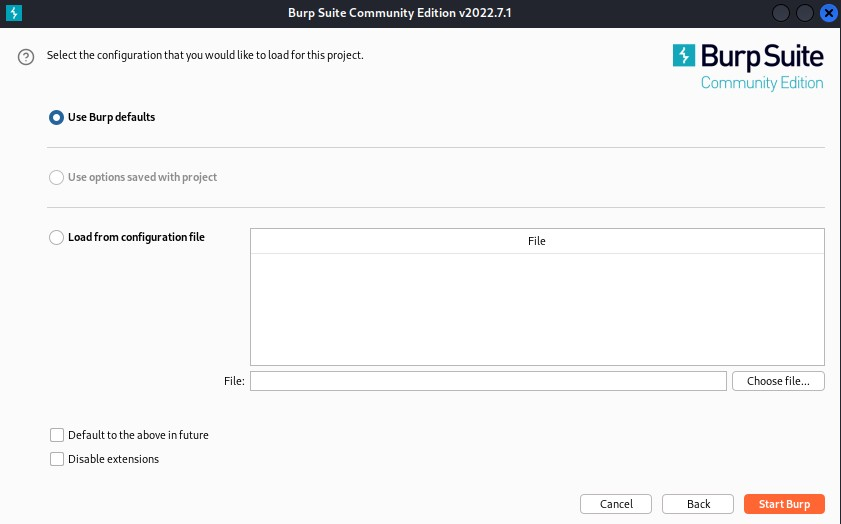 Burp Suite Community Edition v2022.7.1
Select the configuration that you would like to load for this project.
Burp Suite
Community Edition
Use Burp defaults
Use options saved with project
Load from configuration file
File
File:
Choose file...
Default to the above in future
Disable extensions
Cancel
Back
Start Burp